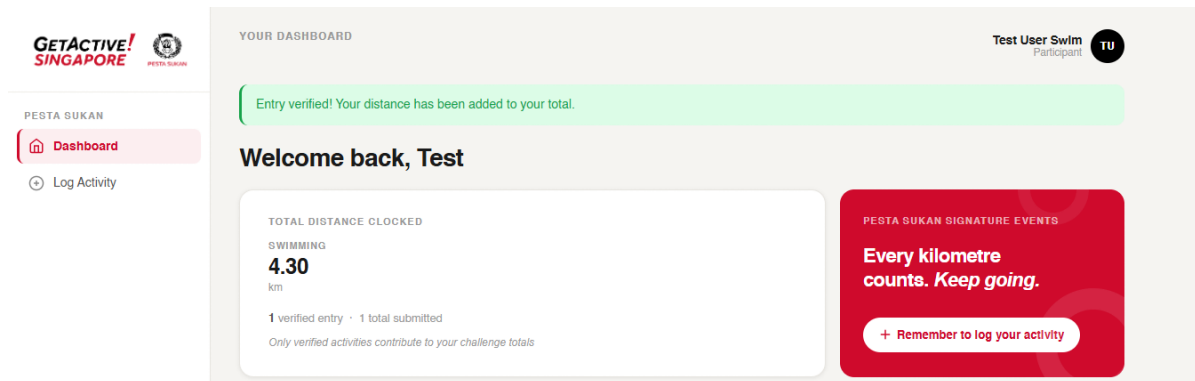 GETACTIVE!
SINGAPORE
PESTA SUKAN
PESTA SUKAN
Dashboard
Log Activity
YOUR DASHBOARD
Test User Swim
Participant
TU
Entry verified! Your distance has been added to your total.
Welcome back, Test
TOTAL DISTANCE CLOCKED
SWIMMING
4.30
km
1 verified entry · 1 total submitted
Only verified activities contribute to your challenge totals
PESTA SUKAN SIGNATURE EVENTS
Every kilometre
counts. Keep going.
+ Remember to log your activity